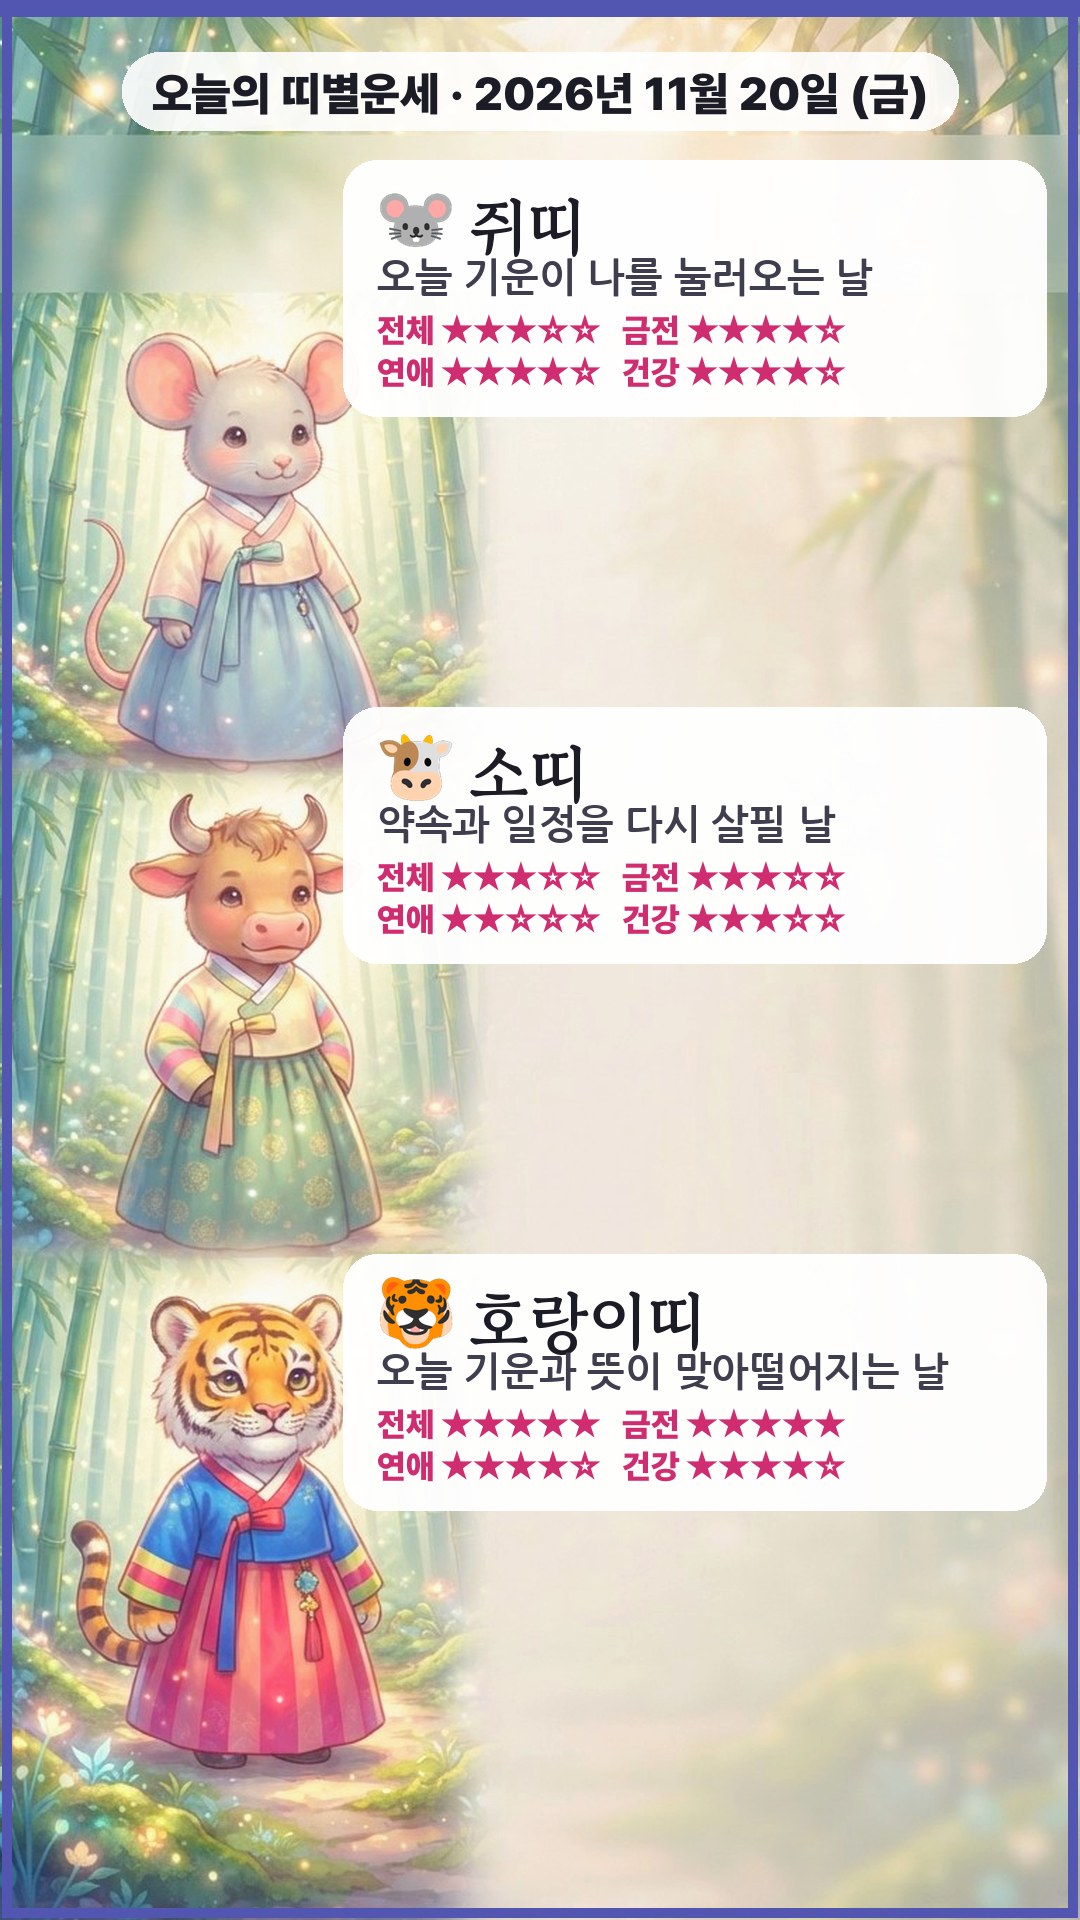 오늘의 띠별운세 · 2026년 11월 20일 (금)
쥐띠
오늘 기운이 나를 눌러오는 날
전체 ★★★☆☆ 금전 ★★★★☆
연애 ★★★★☆ 건강 ★★★★☆
소띠
약속과 일정을 다시 살필 날
전체 ★★★☆☆ 금전 ★★★☆☆
연애 ★★☆☆☆ 건강 ★★★☆☆
호랑이띠
오늘 기운과 뜻이 맞아떨어지는 날
전체 ★★★★★ 금전 ★★★★★
연애 ★★★★☆ 건강 ★★★★☆